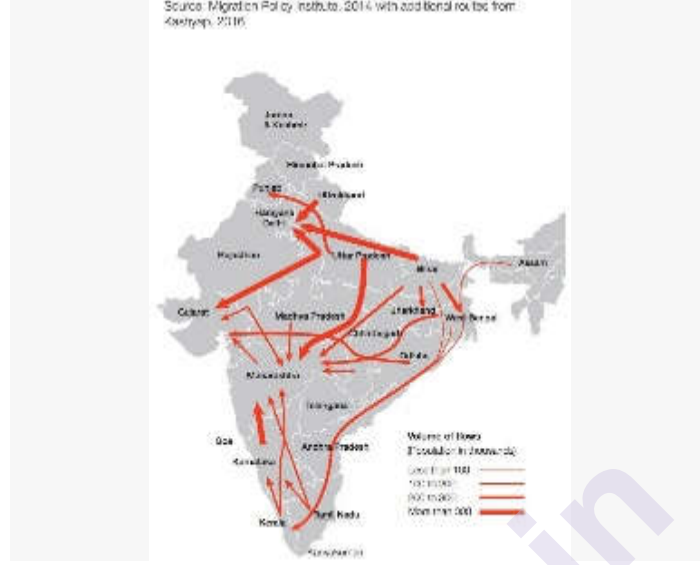 Source: Migration Policy Institute, 2014 with additional routes from
Kashyap, 2016
Jammu
& Kashmir
Himachal Pradesh
Punjab
Uttrakhand
Haryana
Delhi
Rajasthan
Uttar Pradesh
Bihar
Assam
Gujarat
Madhya Pradesh
Jharkhand
West Bengal
Chhattisgarh
Odisha
Maharashtra
Telangana
Goa
Andhra Pradesh
Karnataka
Kerala
Tamil Nadu
Volume of flows
(Population in thousands)
Less than 100
More than 300
in